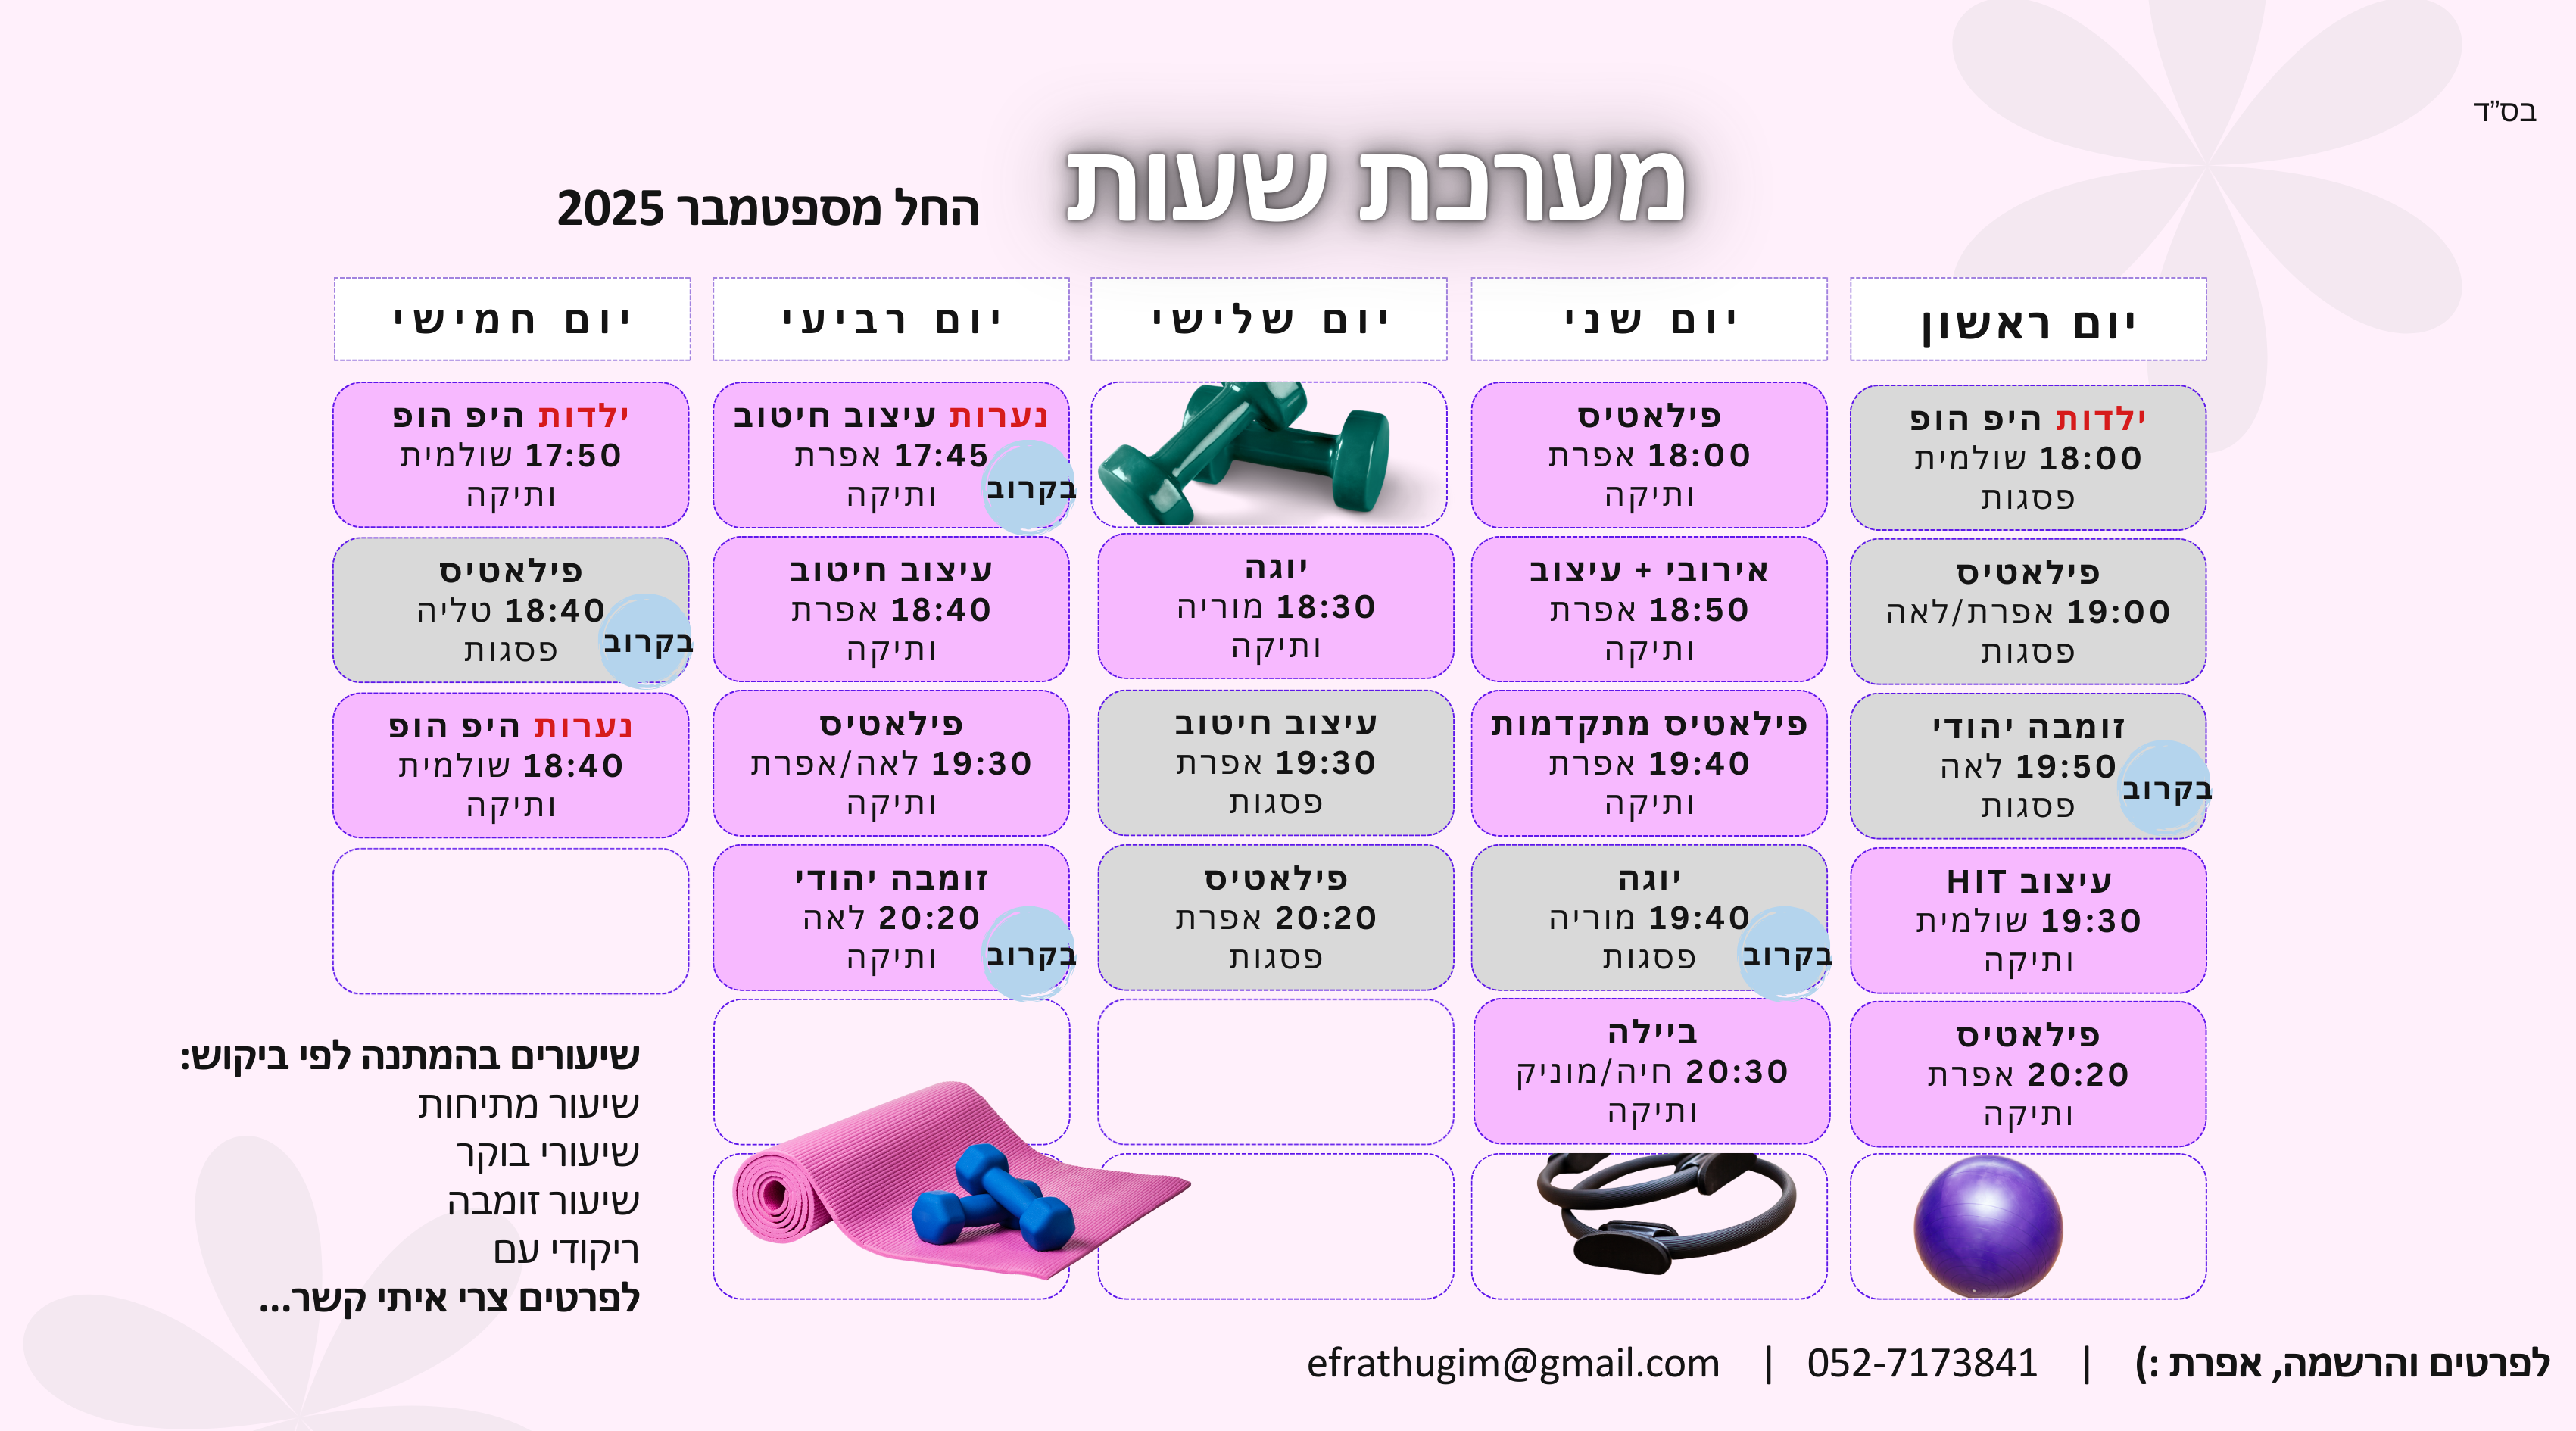 בס"ד
מערכת שעות
החל מספטמבר 2025
יום ראשון
ילדות היפ הופ
18:00 שולמית
פסגות
פילאטיס
19:00 אפרת/לאה
פסגות
זומבה יהודי
19:50 לאה
פסגות
בקרוב
עיצוב HIT
19:30 שולמית
ותיקה
פילאטיס
20:20 אפרת
ותיקה
יום שני
פילאטיס
18:00 אפרת
ותיקה
אירובי + עיצוב
18:50 אפרת
ותיקה
פילאטיס מתקדמות
19:40 אפרת
ותיקה
יוגה
19:40 מוריה
פסגות
בקרוב
ביילה
20:30 חיה/מוניק
ותיקה
יום שלישי
יוגה
18:30 מוריה
ותיקה
עיצוב חיטוב
19:30 אפרת
פסגות
פילאטיס
20:20 אפרת
פסגות
יום רביעי
נערות עיצוב חיטוב
17:45 אפרת
ותיקה
בקרוב
עיצוב חיטוב
18:40 אפרת
ותיקה
פילאטיס
19:30 לאה/אפרת
ותיקה
זומבה יהודי
20:20 לאה
ותיקה
בקרוב
יום חמישי
ילדות היפ הופ
17:50 שולמית
ותיקה
פילאטיס
18:40 טליה
פסגות
בקרוב
נערות היפ הופ
18:40 שולמית
ותיקה
שיעורים בהמתנה לפי ביקוש:
שיעור מתיחות
שיעורי בוקר
שיעור זומבה
ריקודי עם
לפרטים צרי איתי קשר...
לפרטים והרשמה, אפרת :) | 052-7173841 | efrathugim@gmail.com